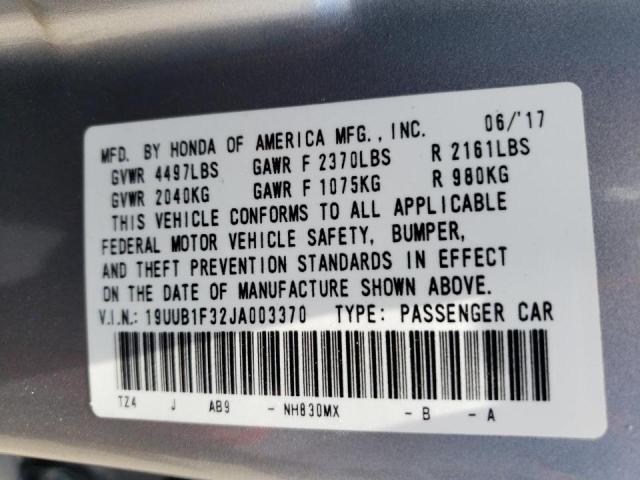 MFD. BY HONDA OF AMERICA MFG., INC. 06/'17
GVWR 4497LBS GAWR F 2370LBS R 2161LBS
GVWR 2040KG GAWR F 1075KG R 980KG
THIS VEHICLE CONFORMS TO ALL APPLICABLE
FEDERAL MOTOR VEHICLE SAFETY, BUMPER,
AND THEFT PREVENTION STANDARDS IN EFFECT
ON THE DATE OF MANUFACTURE SHOWN ABOVE.
V.I.N.: 19UUB1F32JA003370 TYPE: PASSENGER CAR
TZ4 J AB9 - NH830MX - B - A